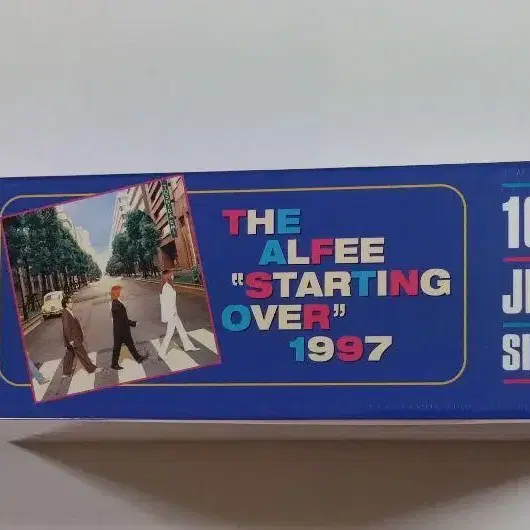 THE
ALFEE
"STARTING
OVER"
1997